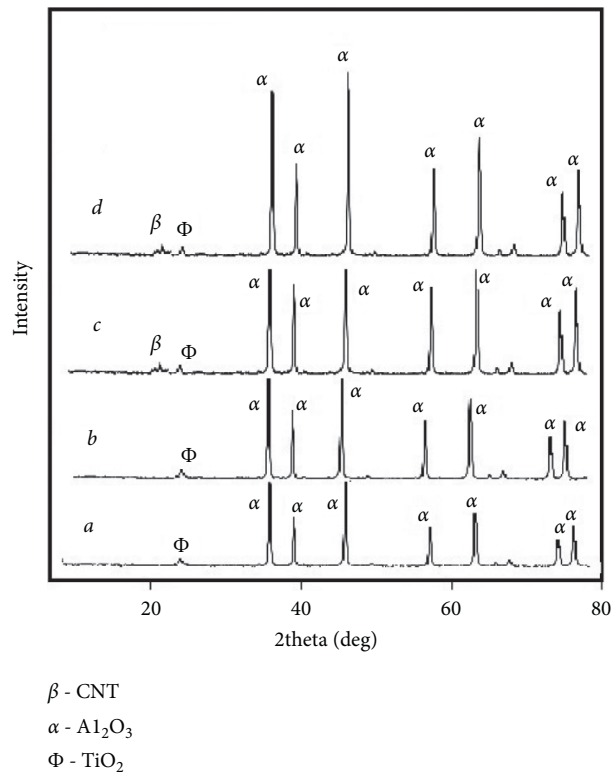 α
α
α
α
α
α
α
d
β
Φ
α
α
α
α
α
α
α
c
β
Φ
α
α
α
α
α
α
α
b
Φ
α
α
α
α
α
α
α
a
Φ
Intensity
20
40
60
80
2theta (deg)
β - CNT
α - A1₂O₃
Φ - TiO₂